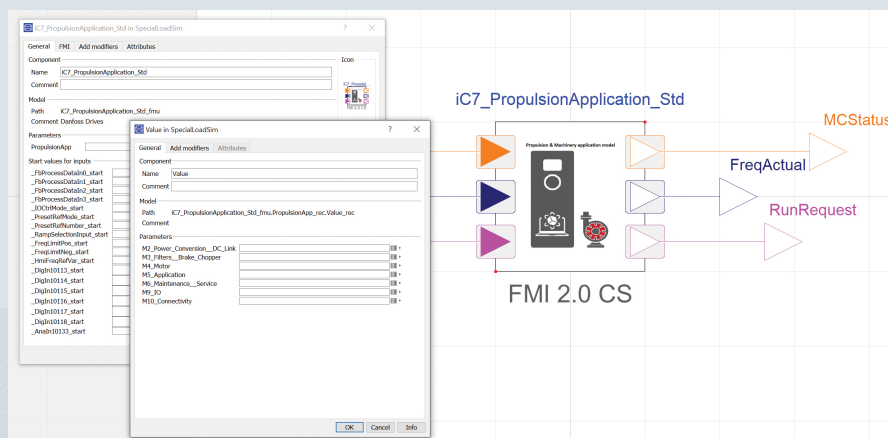 iC7_PropulsionApplication_Std in SpecialLoadSim
?
General FMI Add modifiers Attributes
Component
Icon
Name iC7_PropulsionApplication_Std
Comment
Model
Path iC7_PropulsionApplication_Std_fmu
Comment Danfoss Drives
Parameters
PropulsionApp
Start values for inputs
_FbProcessDataIn0_start
_FbProcessDataIn1_start
_FbProcessDataIn2_start
_FbProcessDataIn3_start
_IOCtrlMode_start
_PresetRefMode_start
_PresetRefNumber_start
_RampSelectionInput_start
_FreqLimitPos_start
_FreqLimitNeg_start
_HmiFreqRefVar_start
_DigIn10113_start
_DigIn10114_start
_DigIn10115_start
_DigIn10116_start
_DigIn10117_start
_DigIn10118_start
_AnaIn10133_start
Value in SpecialLoadSim
?
General Add modifiers Attributes
Component
Name Value
Comment
Model
Path iC7_PropulsionApplication_Std_fmu.PropulsionApp_rec.Value_rec
Comment
Parameters
M2_Power_Conversion__DC_Link
M3_Filters__Brake_Chopper
M4_Motor
M5_Application
M6_Maintenance__Service
M9_IO
M10_Connectivity
OK Cancel Info
iC7_PropulsionApplication_Std
Propulsion & Machinery application model
FMI 2.0 CS
MCStatus
FreqActual
RunRequest